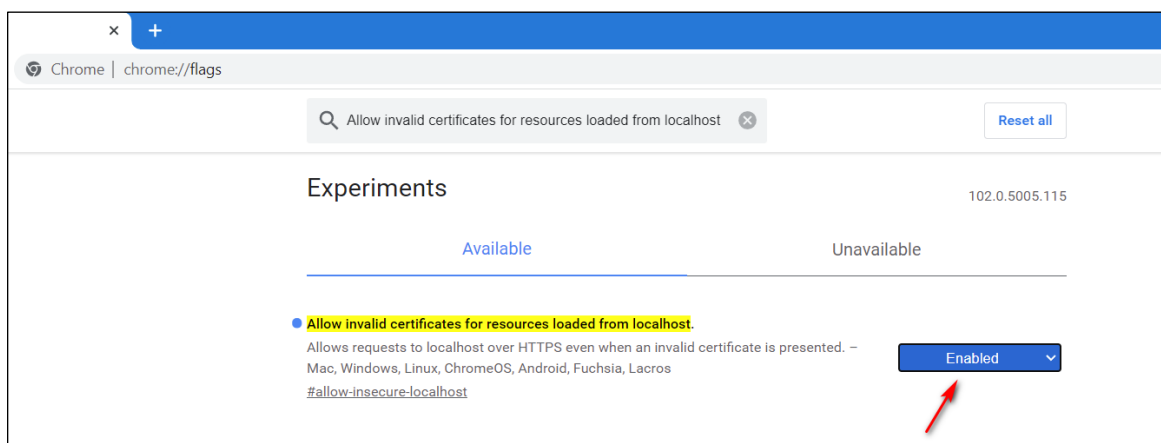 Chrome | chrome://flags
Allow invalid certificates for resources loaded from localhost
Reset all
Experiments
102.0.5005.115
Available
Unavailable
Allow invalid certificates for resources loaded from localhost.
Allows requests to localhost over HTTPS even when an invalid certificate is presented. –
Mac, Windows, Linux, ChromeOS, Android, Fuchsia, Lacros
Enabled
#allow-insecure-localhost